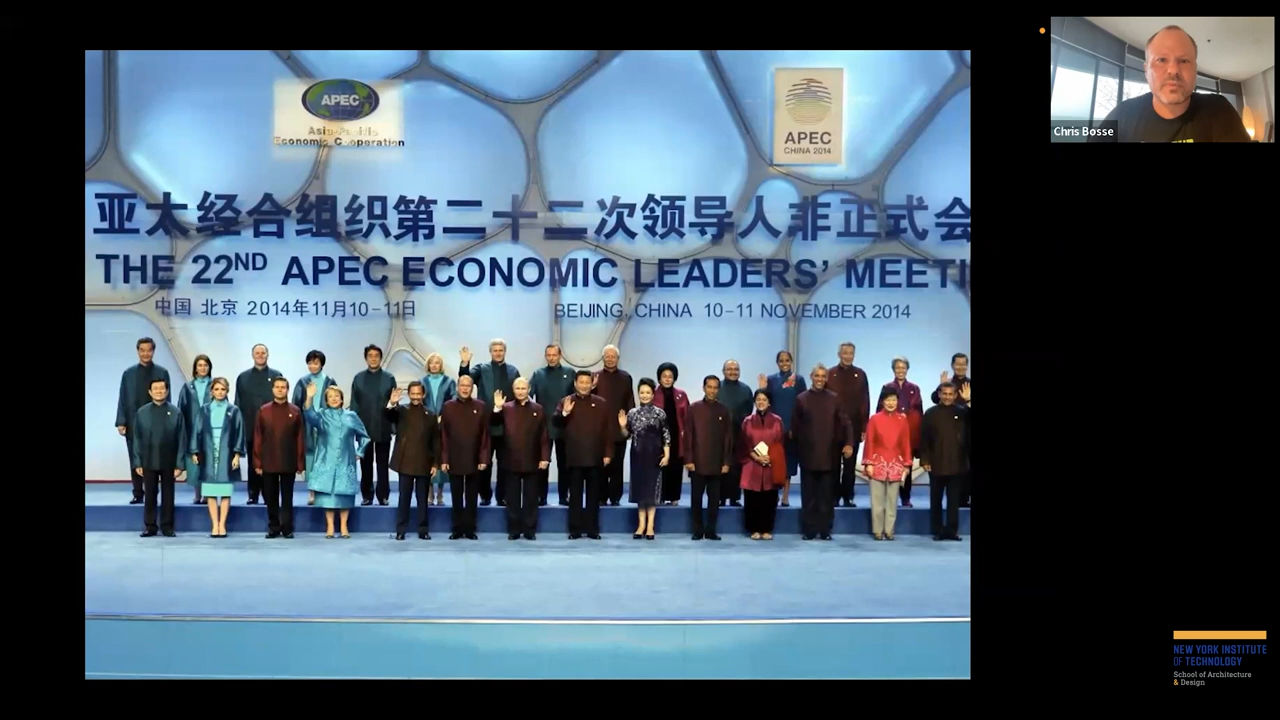 APEC
Asia-Pacific
Economic Cooperation
APEC
CHINA 2014
亚太经合组织第二十二次领导人非正式会
THE 22ND APEC ECONOMIC LEADERS' MEETI
中国 北京 2014年11月10-11日
BEIJING, CHINA 10-11 NOVEMBER 2014
Chris Bosse
NEW YORK INSTITUTE
OF TECHNOLOGY
School of Architecture
& Design